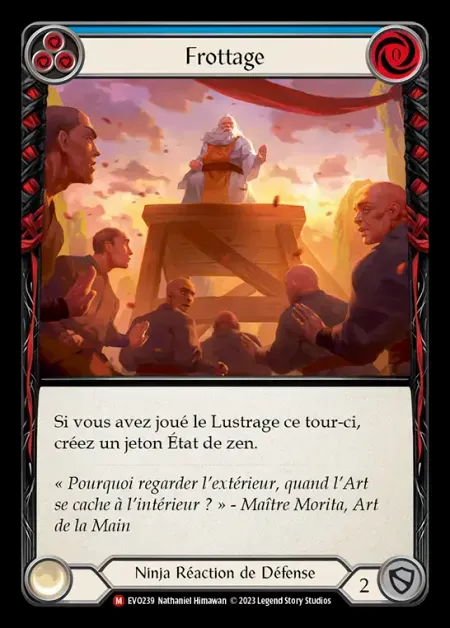 Frottage
0
Si vous avez joué le Lustrage ce tour-ci,
créez un jeton État de zen.
« Pourquoi regarder l'extérieur, quand l'Art
se cache à l'intérieur ? » - Maître Morita, Art
de la Main
Ninja Réaction de Défense
2
M EVO239 Nathaniel Himawan © 2023 Legend Story Studios